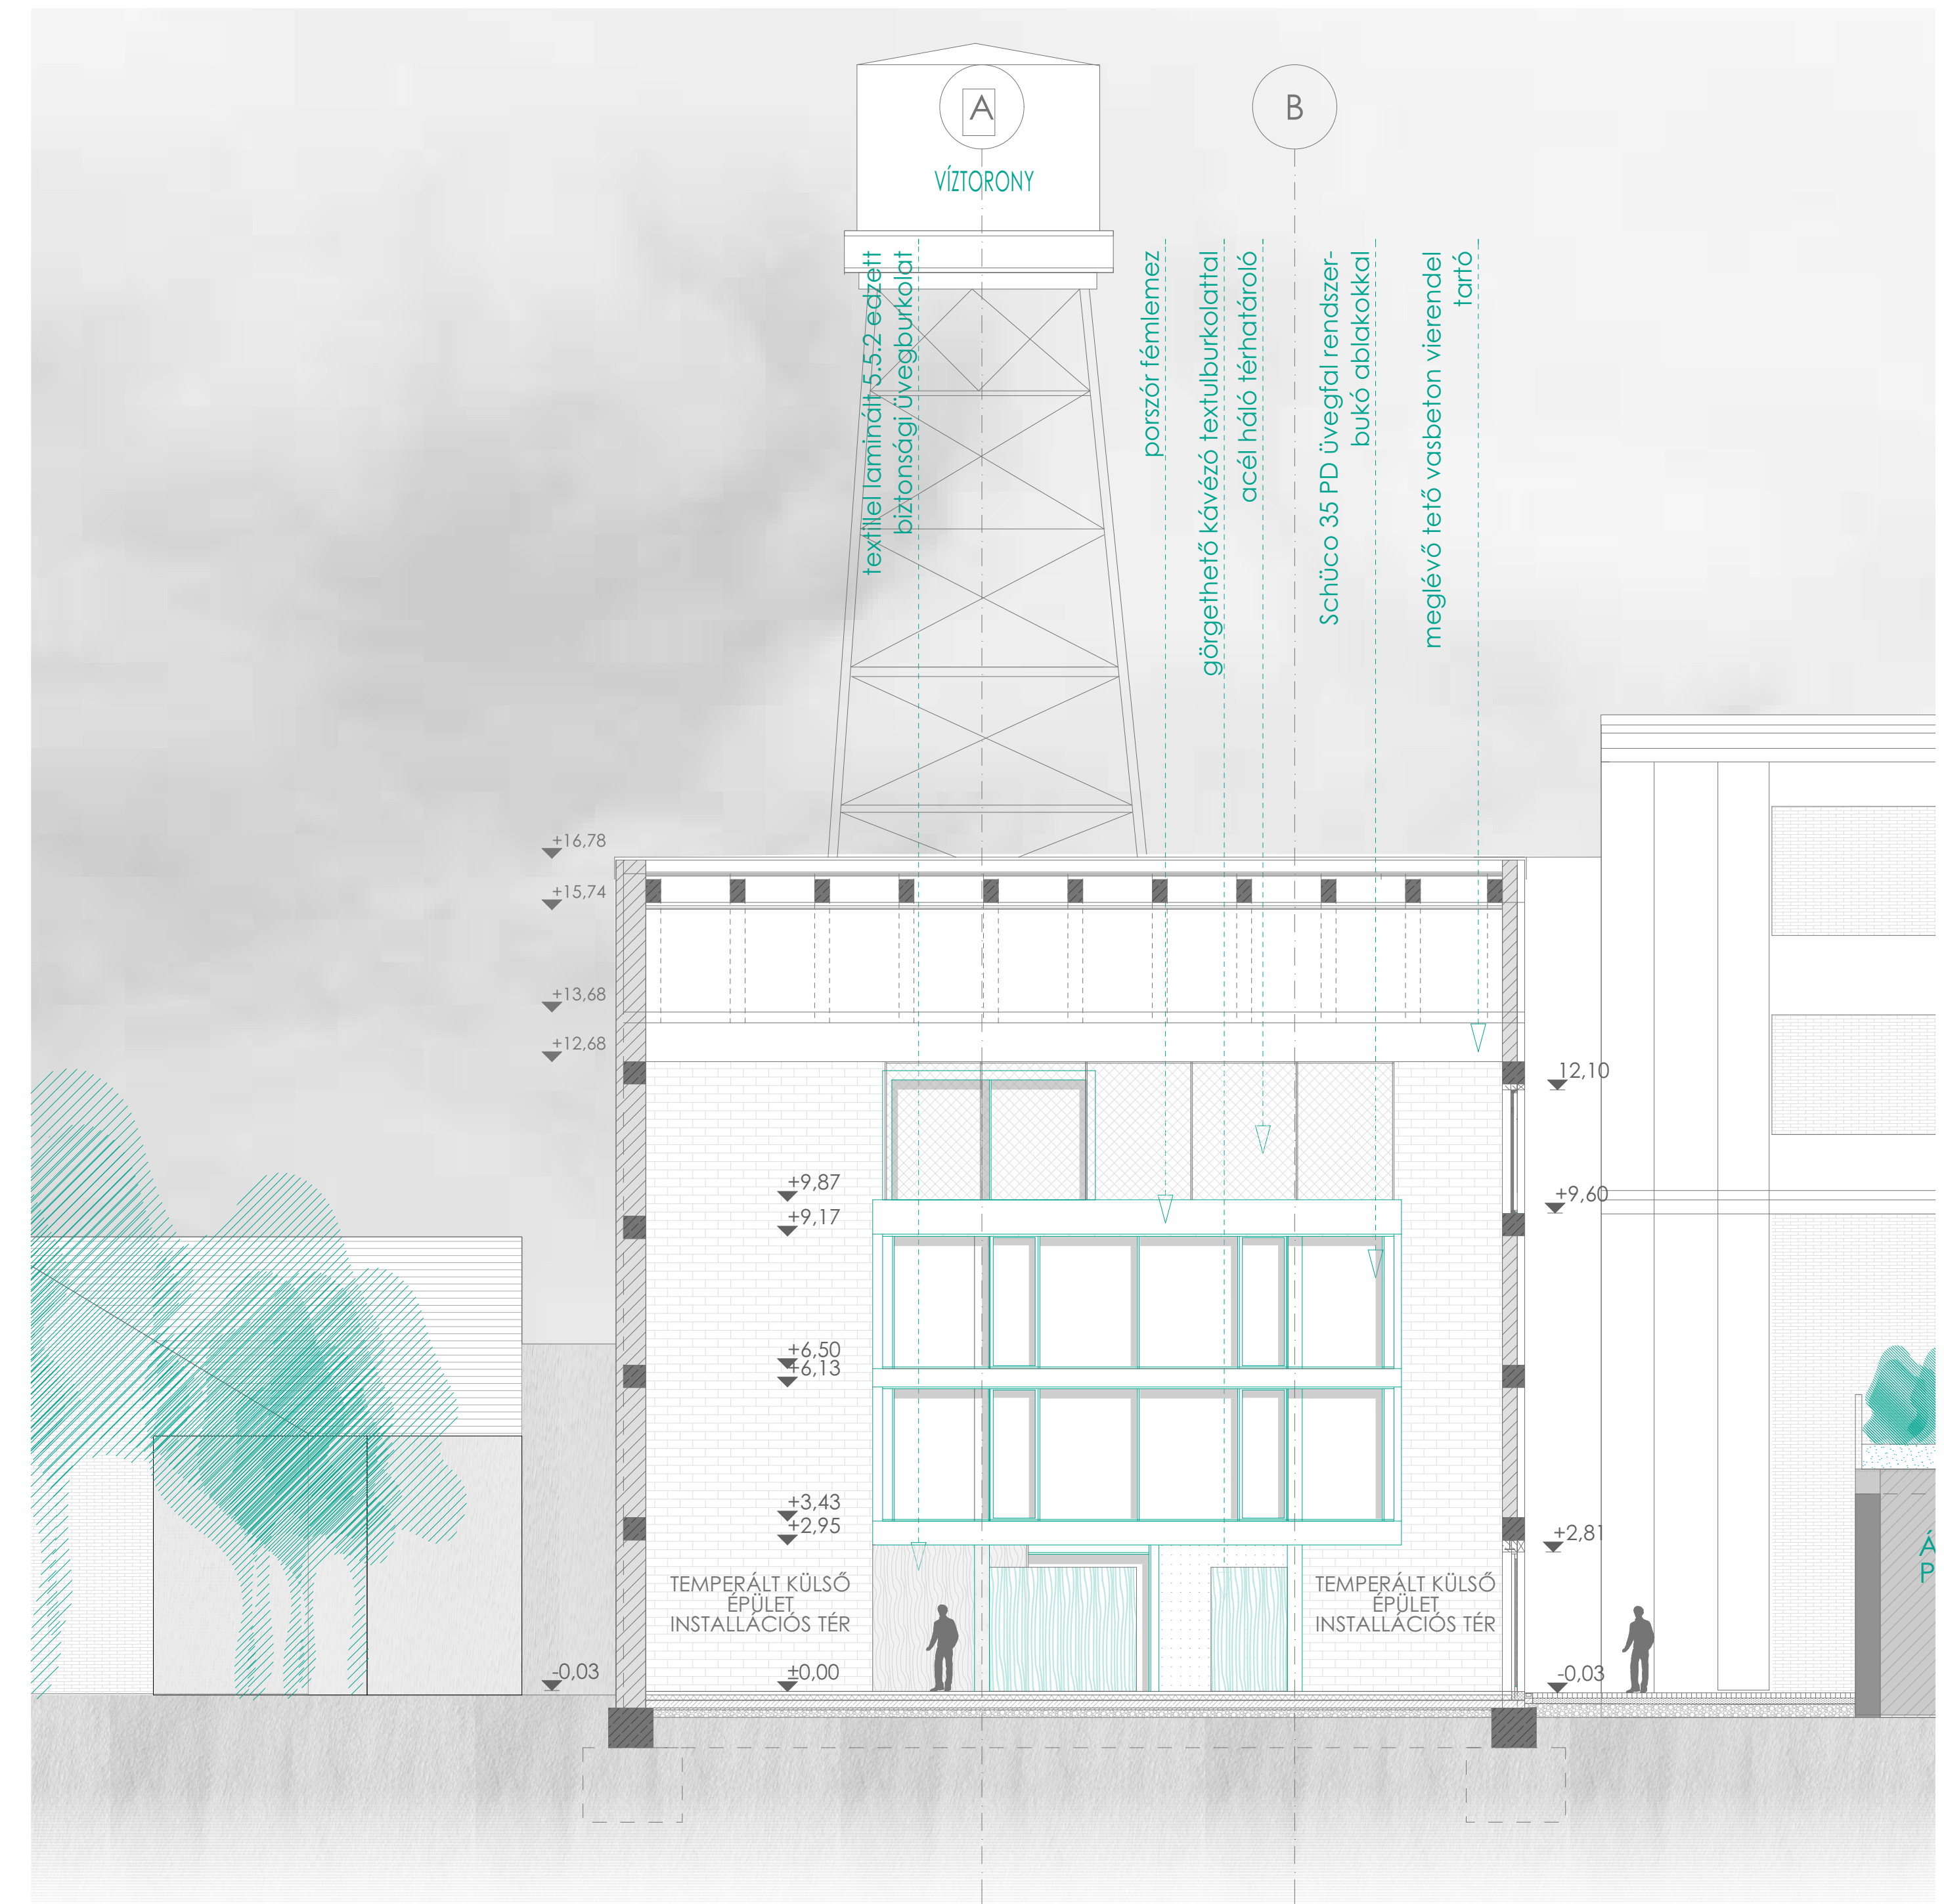 A
B
VÍZTORONY
textillel laminált 5.5.2 edzett
biztonsági üvegburkolat
porszór fémlemez
görgethető kávézó textulburkolattal
acél háló térhatároló
Schüco 35 PD üvegfal rendszer-
bukó ablakokkal
meglévő tető vasbeton vierendel
tartó
+16,78
+15,74
+13,68
+12,68
12,10
+9,87
+9,60
+9,17
+6,50
+6,13
+3,43
+2,95
+2,81
TEMPERÁLT KÜLSŐ
ÉPÜLET
INSTALLÁCIÓS TÉR
TEMPERÁLT KÜLSŐ
ÉPÜLET
INSTALLÁCIÓS TÉR
-0,03
±0,00
-0,03
Á
P